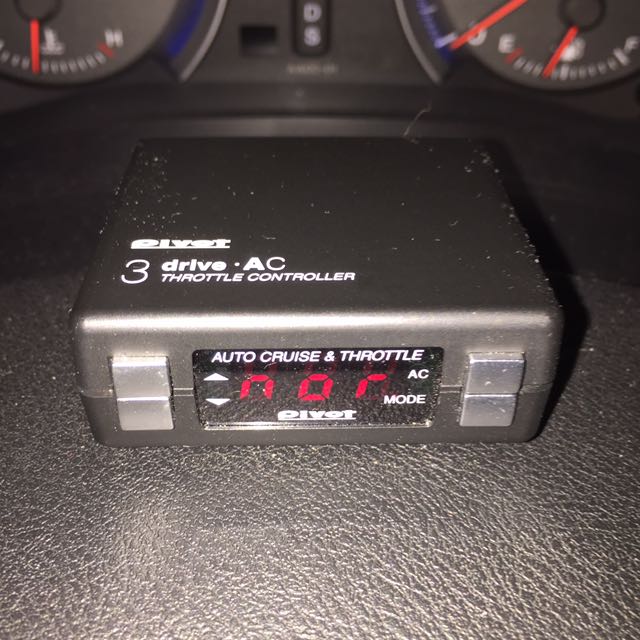 H
D
S
E
F
pivot
3 drive·AC
THROTTLE CONTROLLER
AUTO CRUISE & THROTTLE
nor
AC
MODE
pivot